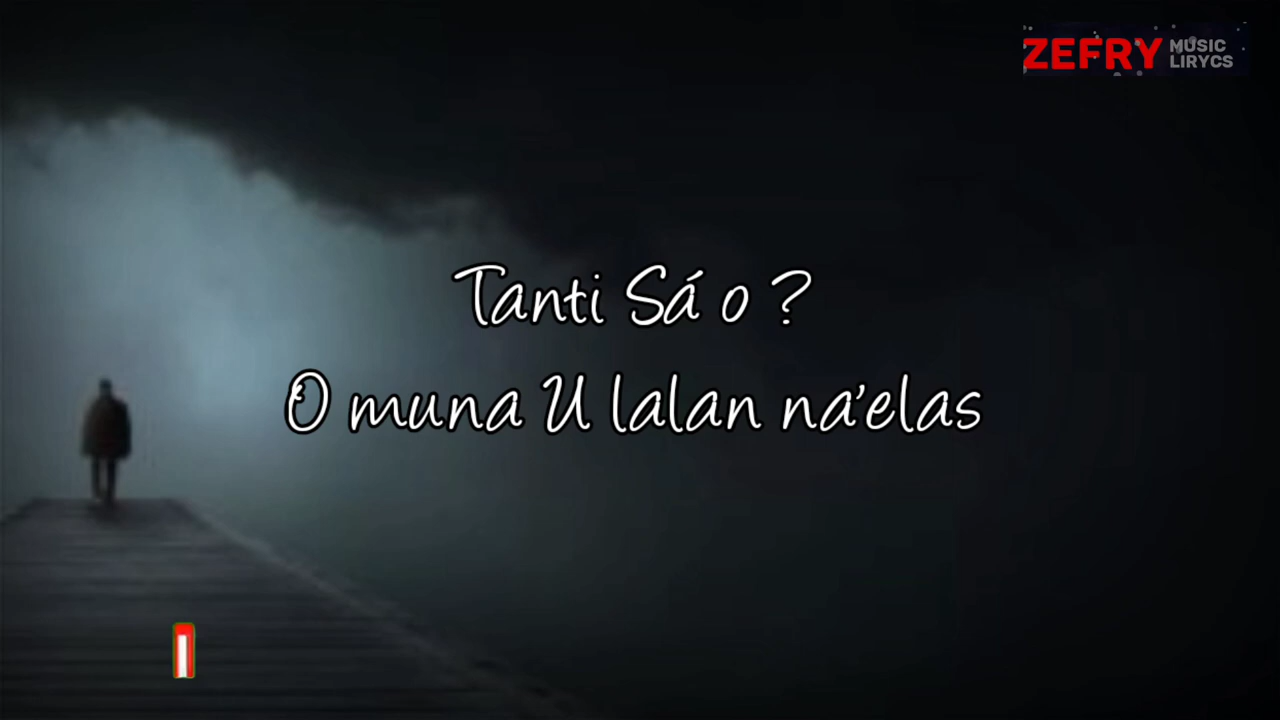 ZEFRY MUSIC
LIRYCS
Tanti Sá o ?
O muna U lalan na'elas